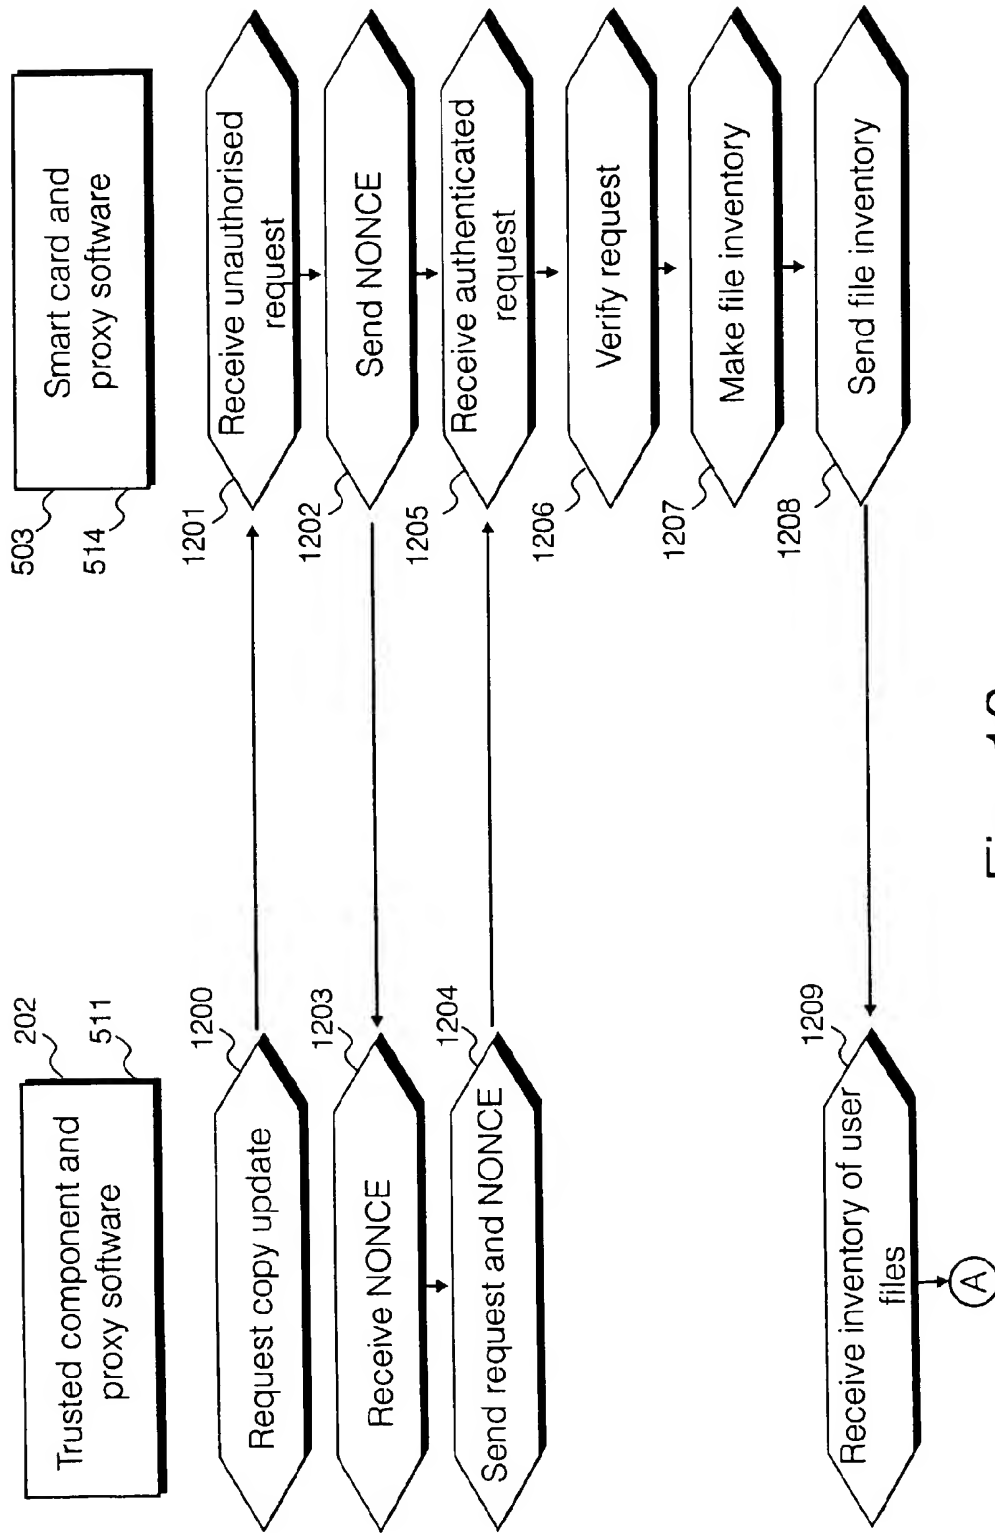 Trusted component and
proxy software
202
511
Smart card and
proxy software
503
514
Request copy update
1200
Receive unauthorised
request
1201
Send NONCE
1202
Receive NONCE
1203
Send request and NONCE
1204
Receive authenticated
request
1205
Verify request
1206
Make file inventory
1207
Send file inventory
1208
Receive inventory of user
files
1209
A